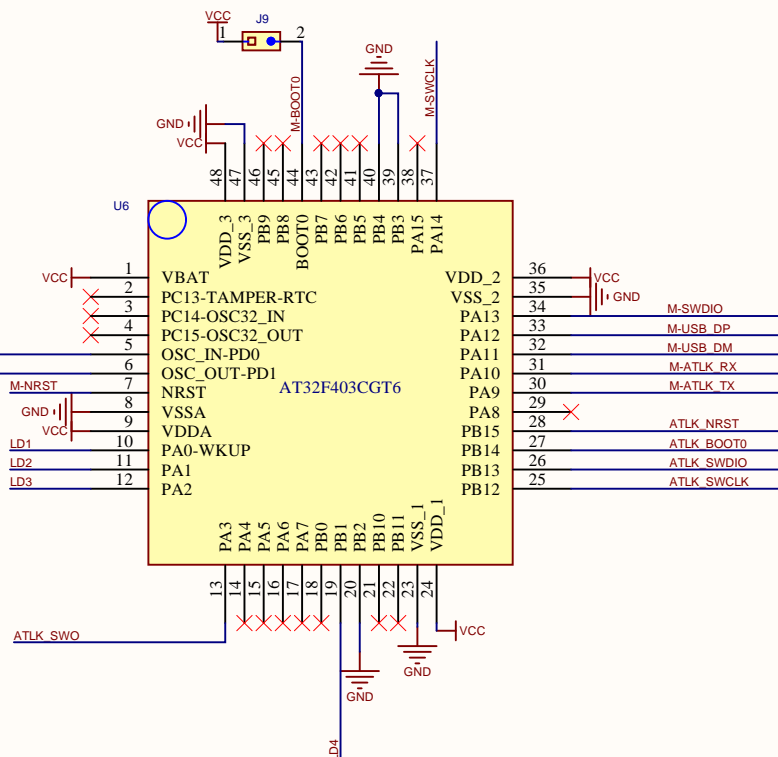 VCC
J9
1
2
GND
M-BOOT0
M-SWCLK
GND
VCC
48
47
46
45
44
43
42
41
40
39
38
37
U6
VDD_3
VSS_3
PB9
PB8
BOOT0
PB7
PB6
PB5
PB4
PB3
PA15
PA14
VCC
1
VBAT
VDD_2
36
VCC
2
PC13-TAMPER-RTC
VSS_2
35
GND
3
PC14-OSC32_IN
PA13
34
M-SWDIO
4
PC15-OSC32_OUT
PA12
33
M-USB_DP
5
OSC_IN-PD0
PA11
32
M-USB_DM
6
OSC_OUT-PD1
PA10
31
M-ATLK_RX
M-NRST
7
NRST
AT32F403CGT6
PA9
30
M-ATLK_TX
GND
8
VSSA
PA8
29
VCC
9
VDDA
PB15
28
ATLK_NRST
LD1
10
PA0-WKUP
PB14
27
ATLK_BOOT0
LD2
11
PA1
PB13
26
ATLK_SWDIO
LD3
12
PA2
PB12
25
ATLK_SWCLK
PA3
PA4
PA5
PA6
PA7
PB0
PB1
PB2
PB10
PB11
VSS_1
VDD_1
13
14
15
16
17
18
19
20
21
22
23
24
ATLK_SWO
VCC
GND
GND
LD4